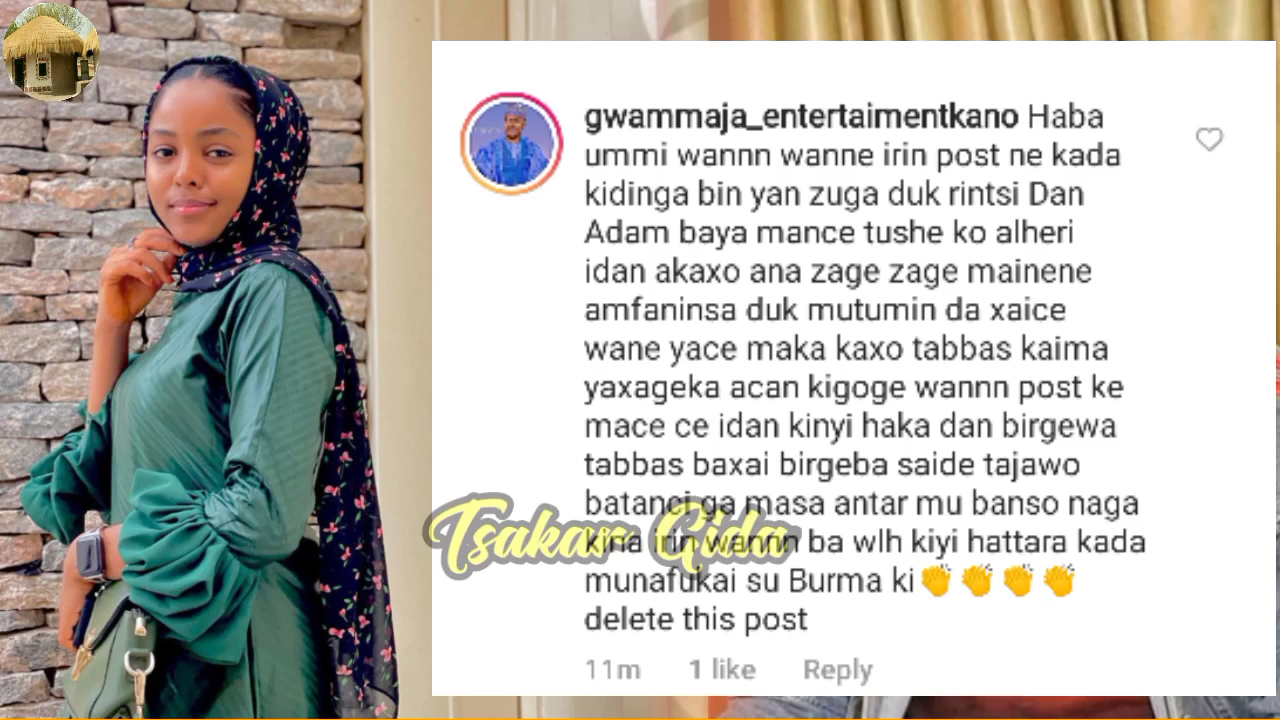 gwammaja_entertaimentkano Haba
ummi wannn wanne irin post ne kada
kidinga bin yan zuga duk rintsi Dan
Adam baya mance tushe ko alheri
idan akaxo ana zage zage mainene
amfaninsa duk mutumin da xaice
wane yace maka kaxo tabbas kaima
yaxageka acan kigoge wannn post ke
mace ce idan kinyi haka dan birgewa
tabbas baxai birgeba saide tajawo
batanci ga masa antar mu banso naga
kina irin wannn ba wlh kiyi hattara kada
munafukai su Burma ki👏👏👏👏
delete this post
11m 1 like Reply
Tsakar Gida